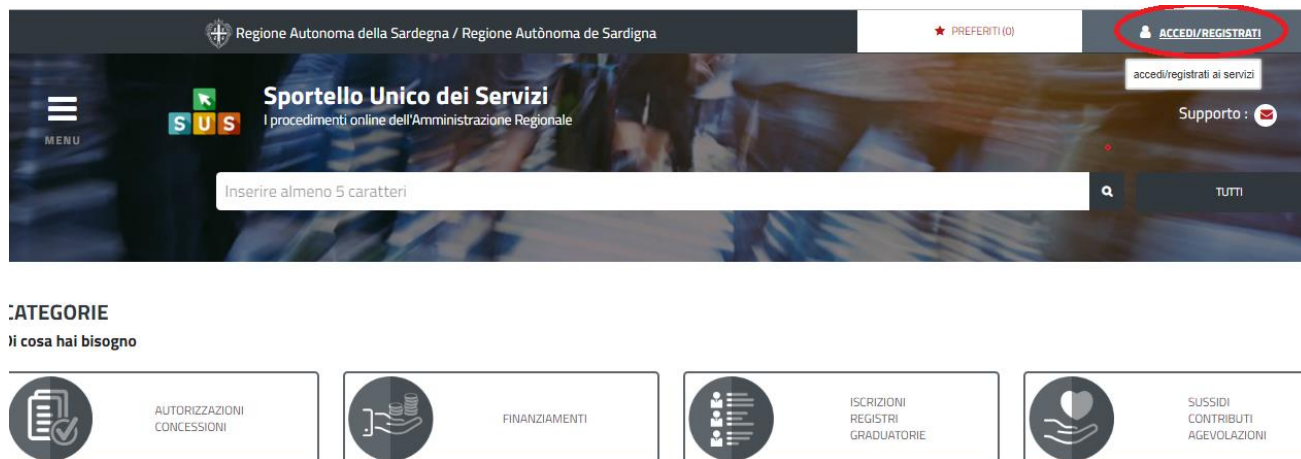 Regione Autonoma della Sardegna / Regione Autònoma de Sardigna
PREFERITI (0)
ACCEDI/REGISTRATI
accedi/registrati ai servizi
MENU
SUS
Sportello Unico dei Servizi
I procedimenti online dell'Amministrazione Regionale
Supporto :
Inserire almeno 5 caratteri
TUTTI
CATEGORIE
Di cosa hai bisogno
AUTORIZZAZIONI
CONCESSIONI
FINANZIAMENTI
ISCRIZIONI
REGISTRI
GRADUATORIE
SUSSIDI
CONTRIBUTI
AGEVOLAZIONI